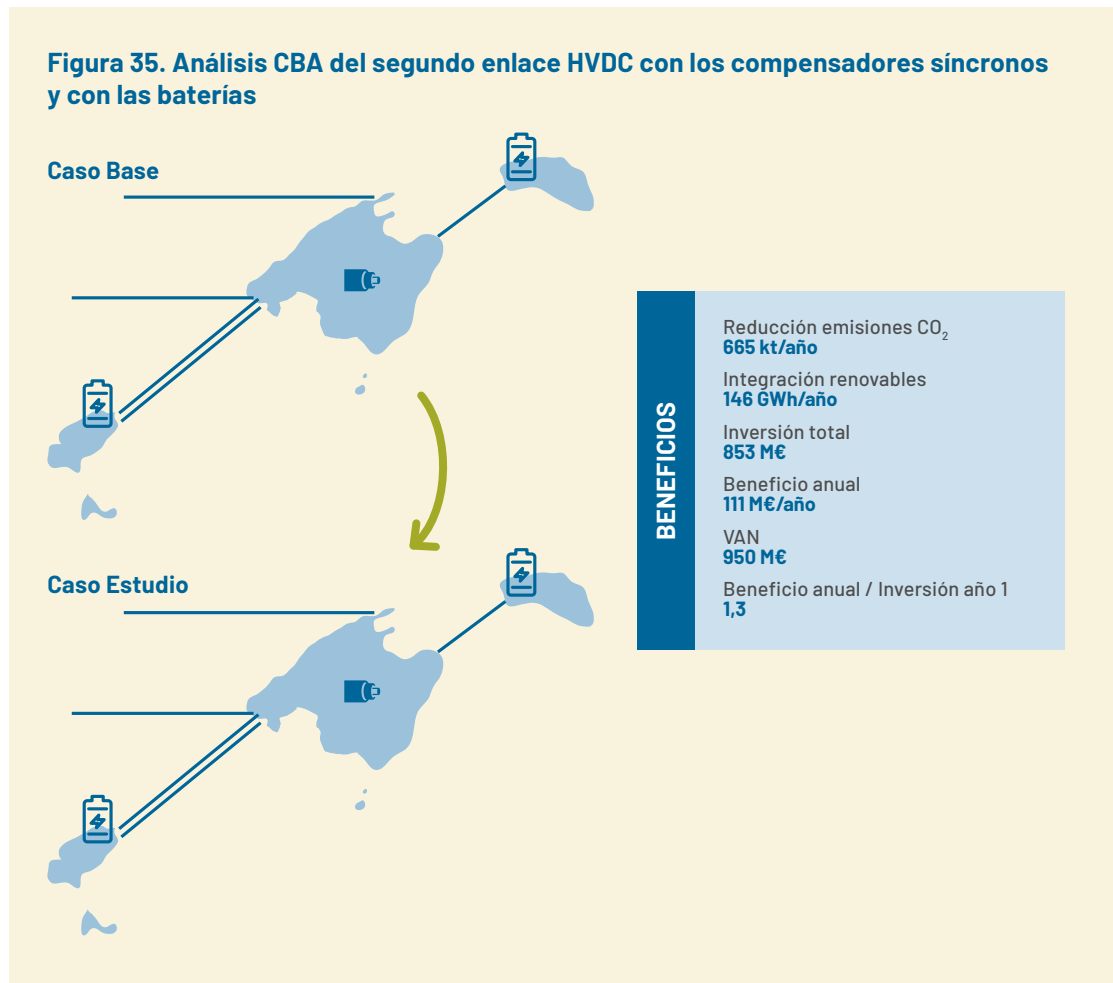 Figura 35. Análisis CBA del segundo enlace HVDC con los compensadores síncronos
y con las baterías
Caso Base
Caso Estudio
BENEFICIOS
Reducción emisiones CO₂
665 kt/año
Integración renovables
146 GWh/año
Inversión total
853 M€
Beneficio anual
111 M€/año
VAN
950 M€
Beneficio anual / Inversión año 1
1,3